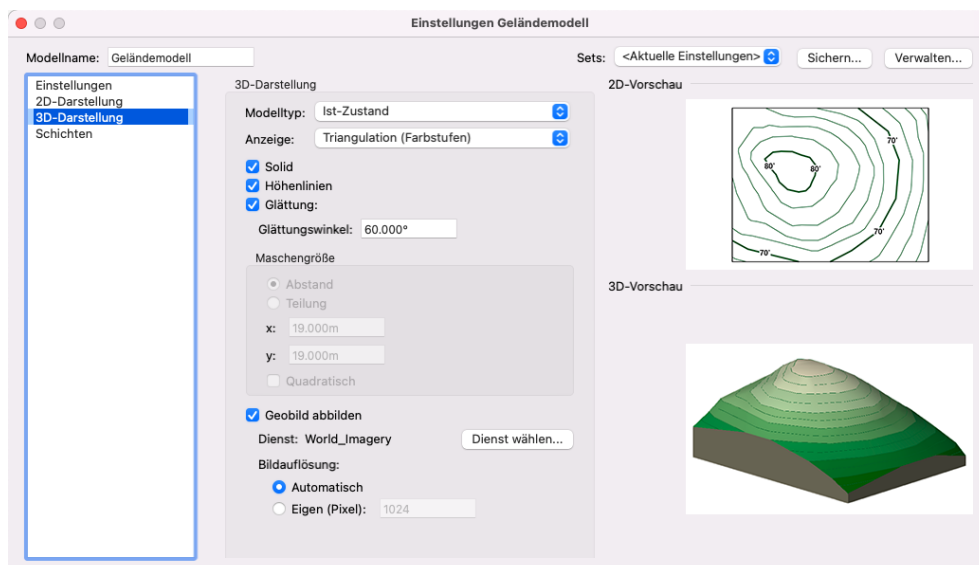 Einstellungen Geländemodell
Modellname: Geländemodell
Sets: <Aktuelle Einstellungen> Sichern... Verwalten...
Einstellungen
2D-Darstellung
3D-Darstellung
Schichten
3D-Darstellung
Modelltyp: Ist-Zustand
Anzeige: Triangulation (Farbstufen)
Solid
Höhenlinien
Glättung:
Glättungswinkel: 60.000°
Maschengröße
Abstand
Teilung
x: 19.000m
y: 19.000m
Quadratisch
Geobild abbilden
Dienst: World_Imagery Dienst wählen...
Bildauflösung:
Automatisch
Eigen (Pixel): 1024
2D-Vorschau
70'
80' 80'
70'
70'
3D-Vorschau